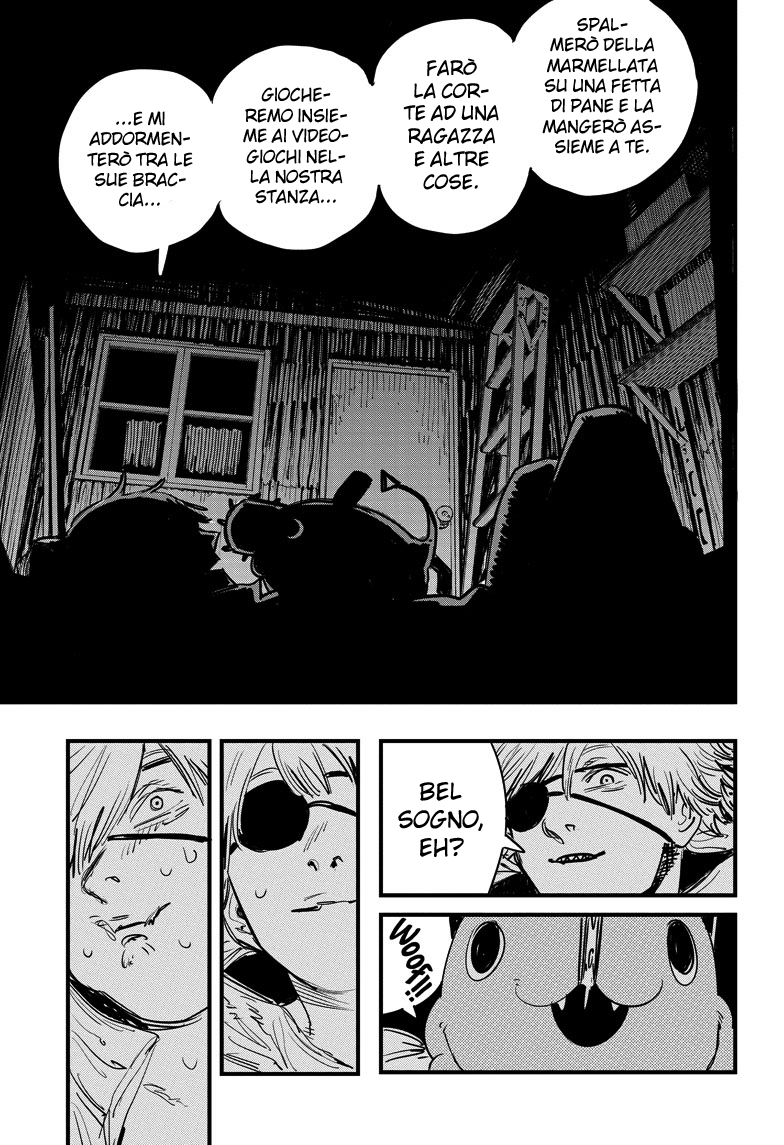 SPAL-
MERÒ DELLA
MARMELLATA
SU UNA FETTA
DI PANE E LA
MANGERÒ AS-
SIEME A TE.
FARÒ
LA COR-
TE AD UNA
RAGAZZA
E ALTRE
COSE.
GIOCHE-
REMO INSIE-
ME AI VIDEO-
GIOCHI NEL-
LA NOSTRA
STANZA...
...E MI
ADDORMEN-
TERÒ TRA LE
SUE BRAC-
CIA...
BEL
SOGNO,
EH?
Woof!!